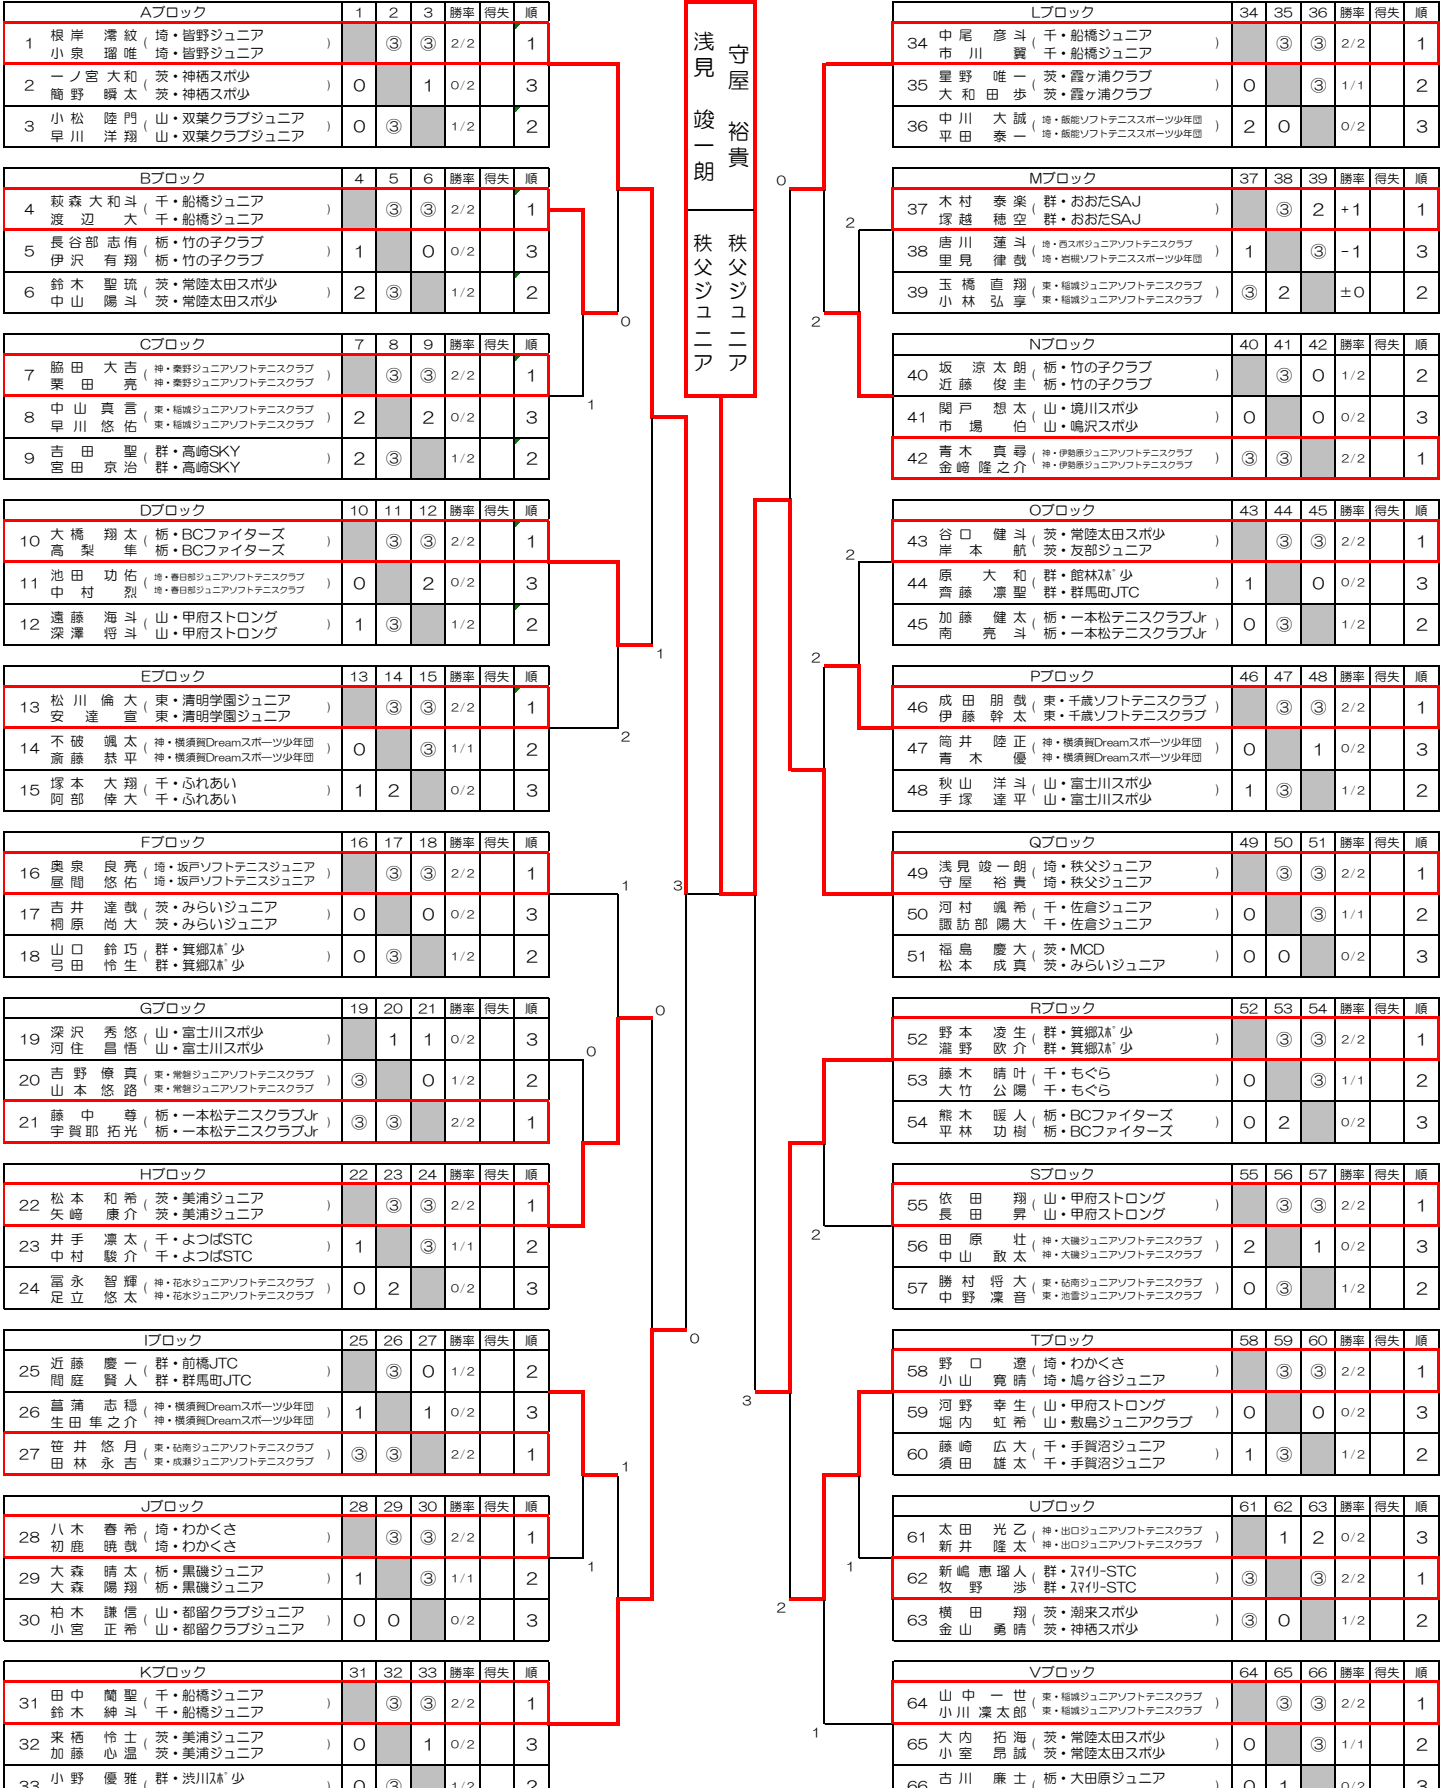 Aブロック 1 2 3 勝率 得失 順
1 根岸 澪紋 ( 埼・皆野ジュニア ) ③ ③ 2/2 1
小泉 瑠唯 埼・皆野ジュニア
2 一ノ宮 大和 ( 茨・神栖スポ少 ) 0 1 0/2 3
簡野 瞬太 茨・神栖スポ少
3 小松 陸門 ( 山・双葉クラブジュニア ) 0 ③ 1/2 2
早川 洋翔 山・双葉クラブジュニア
Bブロック 4 5 6 勝率 得失 順
4 萩森 大和斗 ( 千・船橋ジュニア ) ③ ③ 2/2 1
渡辺 大 千・船橋ジュニア
5 長谷部 志侑 ( 栃・竹の子クラブ ) 1 0 0/2 3
伊沢 有翔 栃・竹の子クラブ
6 鈴木 聖琉 ( 茨・常陸太田スポ少 ) 2 ③ 1/2 2
中山 陽斗 茨・常陸太田スポ少
Cブロック 7 8 9 勝率 得失 順
7 脇田 大吉 ( 神・秦野ジュニアソフトテニスクラブ ) ③ ③ 2/2 1
栗田 亮 神・秦野ジュニアソフトテニスクラブ
8 中山 真言 ( 東・稲城ジュニアソフトテニスクラブ ) 2 2 0/2 3
早川 悠佑 東・稲城ジュニアソフトテニスクラブ
9 吉田 聖 ( 群・高崎SKY ) 2 ③ 1/2 2
宮田 京治 群・高崎SKY
Dブロック 10 11 12 勝率 得失 順
10 大橋 翔太 ( 栃・BCファイターズ ) ③ ③ 2/2 1
高梨 隼 栃・BCファイターズ
11 池田 功佑 ( 埼・春日部ジュニアソフトテニスクラブ ) 0 2 0/2 3
中村 烈 埼・春日部ジュニアソフトテニスクラブ
12 遠藤 海斗 ( 山・甲府ストロング ) 1 ③ 1/2 2
深澤 将斗 山・甲府ストロング
Eブロック 13 14 15 勝率 得失 順
13 松川 倫大 ( 東・清明学園ジュニア ) ③ ③ 2/2 1
安達 宣 東・清明学園ジュニア
14 不破 颯太 ( 神・横須賀Dreamスポーツ少年団 ) 0 ③ 1/1 2
斎藤 恭平 神・横須賀Dreamスポーツ少年団
15 塚本 大翔 ( 千・ふれあい ) 1 2 0/2 3
阿部 倖大 千・ふれあい
Fブロック 16 17 18 勝率 得失 順
16 奥泉 良亮 ( 埼・坂戸ソフトテニスジュニア ) ③ ③ 2/2 1
昼間 悠佑 埼・坂戸ソフトテニスジュニア
17 吉井 達哉 ( 茨・みらいジュニア ) 0 0 0/2 3
桐原 尚大 茨・みらいジュニア
18 山口 鈴巧 ( 群・箕郷スポ少 ) 0 ③ 1/2 2
弓田 怜生 群・箕郷スポ少
Gブロック 19 20 21 勝率 得失 順
19 深沢 秀悠 ( 山・富士川スポ少 ) 1 1 0/2 3
河住 昌悟 山・富士川スポ少
20 吉野 僚真 ( 東・常磐ジュニアソフトテニスクラブ ) ③ 0 1/2 2
山本 悠路 東・常磐ジュニアソフトテニスクラブ
21 藤中 尊 ( 栃・一本松テニスクラブJr ) ③ ③ 2/2 1
宇賀耶 拓光 栃・一本松テニスクラブJr
Hブロック 22 23 24 勝率 得失 順
22 松本 和希 ( 茨・美浦ジュニア ) ③ ③ 2/2 1
矢﨑 康介 茨・美浦ジュニア
23 井手 凛太 ( 千・よつばSTC ) 1 ③ 1/1 2
中村 駿介 千・よつばSTC
24 冨永 智輝 ( 神・花水ジュニアソフトテニスクラブ ) 0 2 0/2 3
足立 悠太 神・花水ジュニアソフトテニスクラブ
Iブロック 25 26 27 勝率 得失 順
25 近藤 慶一 ( 群・前橋JTC ) ③ 0 1/2 2
間庭 賢人 群・群馬町JTC
26 菖蒲 志穏 ( 神・横須賀Dreamスポーツ少年団 ) 1 1 0/2 3
生田 隼之介 神・横須賀Dreamスポーツ少年団
27 笹井 悠月 ( 東・砧南ジュニアソフトテニスクラブ ) ③ ③ 2/2 1
田林 永吉 東・成瀬ジュニアソフトテニスクラブ
Jブロック 28 29 30 勝率 得失 順
28 八木 春希 ( 埼・わかくさ ) ③ ③ 2/2 1
初鹿 暁哉 埼・わかくさ
29 大森 晴太 ( 栃・黒磯ジュニア ) 1 ③ 1/1 2
大森 陽翔 栃・黒磯ジュニア
30 柏木 謙信 ( 山・都留クラブジュニア ) 0 0 0/2 3
小宮 正希 山・都留クラブジュニア
Kブロック 31 32 33 勝率 得失 順
31 田中 蘭聖 ( 千・船橋ジュニア ) ③ ③ 2/2 1
鈴木 紳斗 千・船橋ジュニア
32 来栖 怜士 ( 茨・美浦ジュニア ) 0 1 0/2 3
加藤 心温 茨・美浦ジュニア
33 小野 優雅 群・渋川スポ少 0 ③ 1/2 2
0
1
1
2
1
0
0
1
1
3
0
浅見 竣一朗
守屋 裕貴
秩父ジュニア
秩父ジュニア
0
2
2
2
2
3
2
2
1
1
Lブロック 34 35 36 勝率 得失 順
34 中尾 彦斗 ( 千・船橋ジュニア ) ③ ③ 2/2 1
市川 翼 千・船橋ジュニア
35 星野 唯一 ( 茨・霞ヶ浦クラブ ) 0 ③ 1/1 2
大和田 歩 茨・霞ヶ浦クラブ
36 中川 大誠 ( 埼・飯能ソフトテニススポーツ少年団 ) 2 0 0/2 3
平田 泰一 埼・飯能ソフトテニススポーツ少年団
Mブロック 37 38 39 勝率 得失 順
37 木村 泰楽 ( 群・おおたSAJ ) ③ 2 +1 1
塚越 穂空 群・おおたSAJ
38 唐川 蓮斗 ( 埼・西スポジュニアソフトテニスクラブ ) 1 ③ -1 3
里見 律哉 埼・岩槻ソフトテニススポーツ少年団
39 玉橋 直翔 ( 東・稲城ジュニアソフトテニスクラブ ) ③ 2 ±0 2
小林 弘享 東・稲城ジュニアソフトテニスクラブ
Nブロック 40 41 42 勝率 得失 順
40 坂 涼太朗 ( 栃・竹の子クラブ ) ③ 0 1/2 2
近藤 俊圭 栃・竹の子クラブ
41 関戸 想太 ( 山・境川スポ少 ) 0 0 0/2 3
市場 伯 山・鳴沢スポ少
42 青木 真尋 ( 神・伊勢原ジュニアソフトテニスクラブ ) ③ ③ 2/2 1
金﨑 隆之介 神・伊勢原ジュニアソフトテニスクラブ
Oブロック 43 44 45 勝率 得失 順
43 谷口 健斗 ( 茨・常陸太田スポ少 ) ③ ③ 2/2 1
岸本 航 茨・友部ジュニア
44 原 大和 ( 群・館林スポ少 ) 1 0 0/2 3
齊藤 凛聖 群・群馬町JTC
45 加藤 健太 ( 栃・一本松テニスクラブJr ) 0 ③ 1/2 2
南 亮斗 栃・一本松テニスクラブJr
Pブロック 46 47 48 勝率 得失 順
46 成田 朋哉 ( 東・千歳ソフトテニスクラブ ) ③ ③ 2/2 1
伊藤 幹太 東・千歳ソフトテニスクラブ
47 筒井 陸正 ( 神・横須賀Dreamスポーツ少年団 ) 0 1 0/2 3
青木 優 神・横須賀Dreamスポーツ少年団
48 秋山 洋斗 ( 山・富士川スポ少 ) 1 ③ 1/2 2
手塚 達平 山・富士川スポ少
Qブロック 49 50 51 勝率 得失 順
49 浅見 竣一朗 ( 埼・秩父ジュニア ) ③ ③ 2/2 1
守屋 裕貴 埼・秩父ジュニア
50 河村 颯希 ( 千・佐倉ジュニア ) 0 ③ 1/1 2
諏訪部 陽大 千・佐倉ジュニア
51 福島 慶大 ( 茨・MCD ) 0 0 0/2 3
松本 成真 茨・みらいジュニア
Rブロック 52 53 54 勝率 得失 順
52 野本 凌生 ( 群・箕郷スポ少 ) ③ ③ 2/2 1
瀧野 欧介 群・箕郷スポ少
53 藤木 晴叶 ( 千・もぐら ) 0 ③ 1/1 2
大竹 公陽 千・もぐら
54 熊木 暖人 ( 栃・BCファイターズ ) 0 2 0/2 3
平林 功樹 栃・BCファイターズ
Sブロック 55 56 57 勝率 得失 順
55 依田 翔 ( 山・甲府ストロング ) ③ ③ 2/2 1
長田 昇 山・甲府ストロング
56 田原 壮 ( 神・大磯ジュニアソフトテニスクラブ ) 2 1 0/2 3
中山 敢太 神・大磯ジュニアソフトテニスクラブ
57 勝村 将大 ( 東・砧南ジュニアソフトテニスクラブ ) 0 ③ 1/2 2
中野 凜音 東・池雪ジュニアソフトテニスクラブ
Tブロック 58 59 60 勝率 得失 順
58 野口 遼 ( 埼・わかくさ ) ③ ③ 2/2 1
小山 寛晴 埼・鳩ヶ谷ジュニア
59 河野 幸生 ( 山・甲府ストロング ) 0 0 0/2 3
堀内 虹希 山・敷島ジュニアクラブ
60 藤崎 広大 ( 千・手賀沼ジュニア ) 1 ③ 1/2 2
須田 雄太 千・手賀沼ジュニア
Uブロック 61 62 63 勝率 得失 順
61 太田 光乙 ( 神・出口ジュニアソフトテニスクラブ ) 1 2 0/2 3
新井 隆太 神・出口ジュニアソフトテニスクラブ
62 新嶋 恵瑠人 ( 群・スマイリーSTC ) ③ ③ 2/2 1
牧野 渉 群・スマイリーSTC
63 横田 翔 ( 茨・潮来スポ少 ) ③ 0 1/2 2
金山 勇晴 茨・神栖スポ少
Vブロック 64 65 66 勝率 得失 順
64 山中 一世 ( 東・稲城ジュニアソフトテニスクラブ ) ③ ③ 2/2 1
小川 凜太郎 東・稲城ジュニアソフトテニスクラブ
65 大内 拓海 ( 茨・常陸太田スポ少 ) 0 ③ 1/1 2
小室 昂誠 茨・常陸太田スポ少
66 古川 廉士 栃・大田原ジュニア 0 1 0/2 3